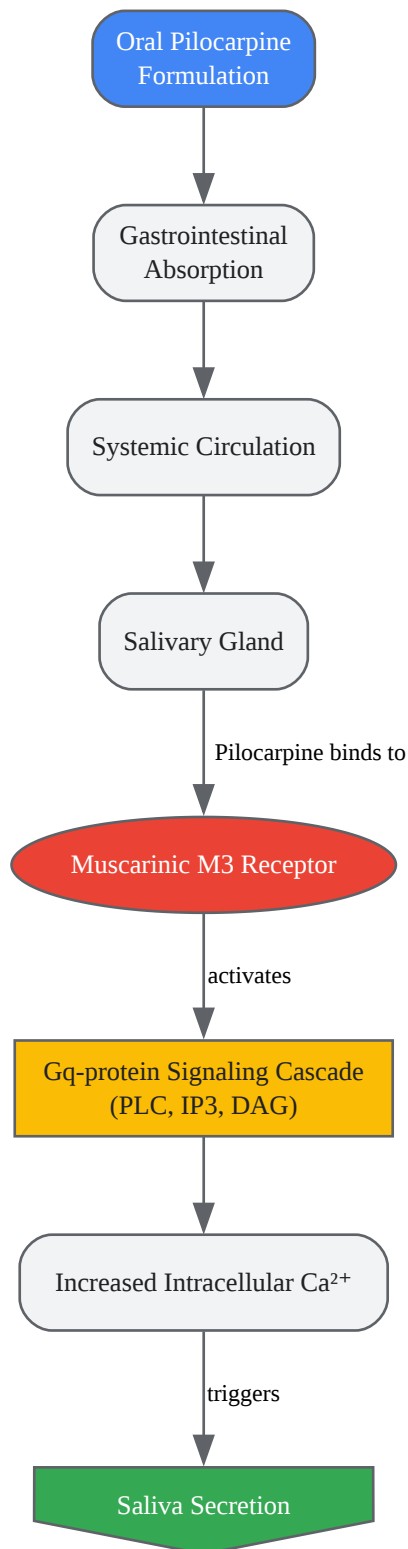 Oral Pilocarpine
Formulation
Gastrointestinal
Absorption
Systemic Circulation
Salivary Gland
Pilocarpine binds to
Muscarinic M3 Receptor
activates
Gq-protein Signaling Cascade
(PLC, IP3, DAG)
Increased Intracellular Ca²⁺
triggers
Saliva Secretion